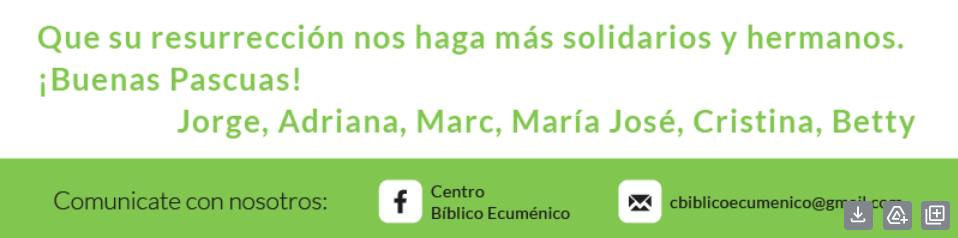 Que su resurrección nos haga más solidarios y hermanos.
¡Buenas Pascuas!
Jorge, Adriana, Marc, María José, Cristina, Betty
Comunicate con nosotros:
Centro
Bíblico Ecuménico
cbiblicoecumenico@gmail.com